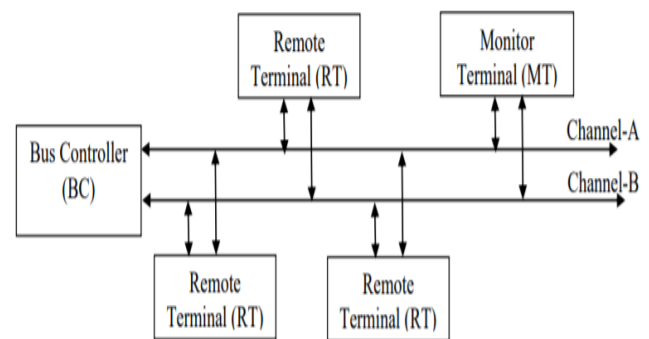 Remote
Terminal (RT)
Monitor
Terminal (MT)
Bus Controller
(BC)
Channel-A
Channel-B
Remote
Terminal (RT)
Remote
Terminal (RT)